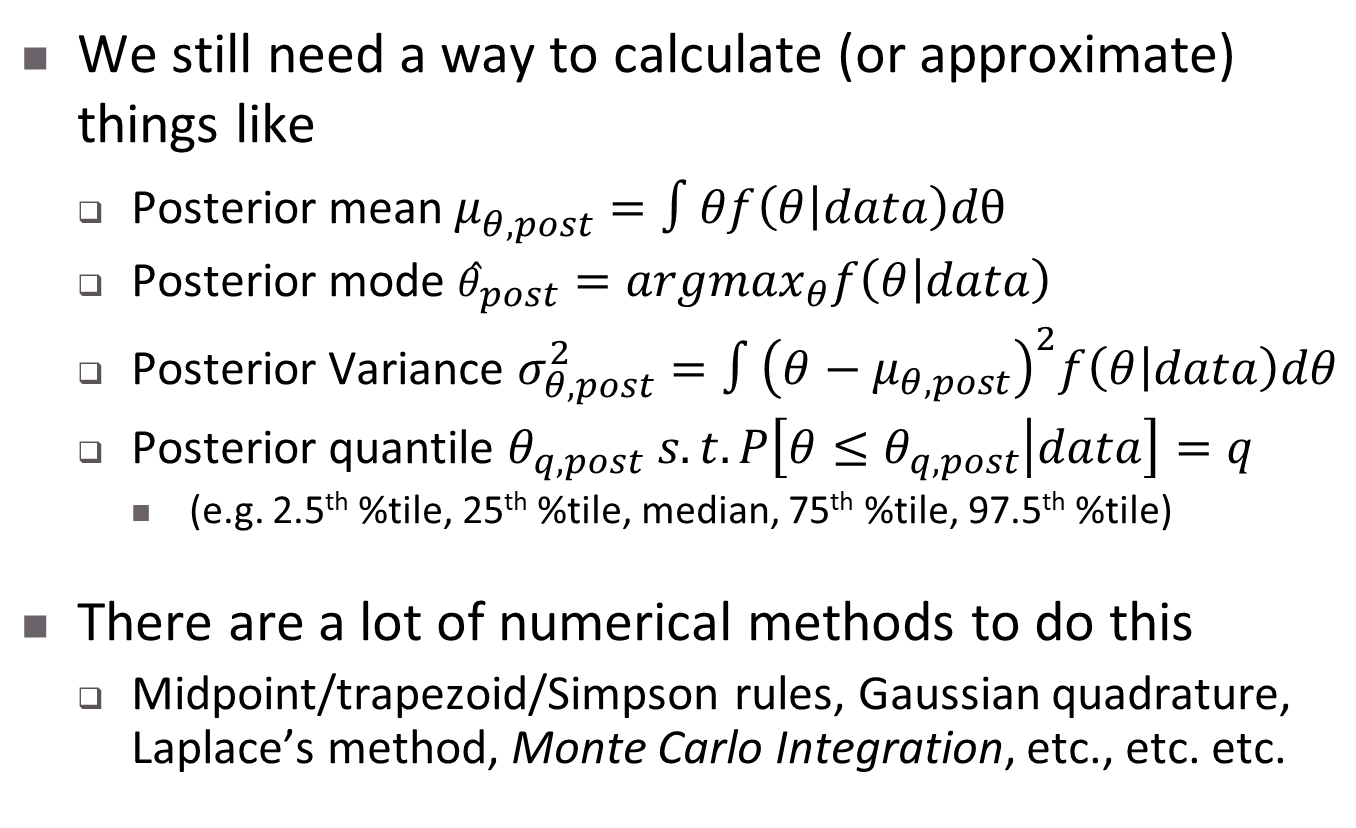 We still need a way to calculate (or approximate)
things like
Posterior mean μ_{θ,post} = ∫ θf(θ|data)dθ
Posterior mode θ̂_{post} = argmax_θ f(θ|data)
Posterior Variance σ²_{θ,post} = ∫ (θ − μ_{θ,post})² f(θ|data)dθ
Posterior quantile θ_{q,post} s.t. P[θ ≤ θ_{q,post}|data] = q
(e.g. 2.5th %tile, 25th %tile, median, 75th %tile, 97.5th %tile)
There are a lot of numerical methods to do this
Midpoint/trapezoid/Simpson rules, Gaussian quadrature,
Laplace’s method, Monte Carlo Integration, etc., etc. etc.